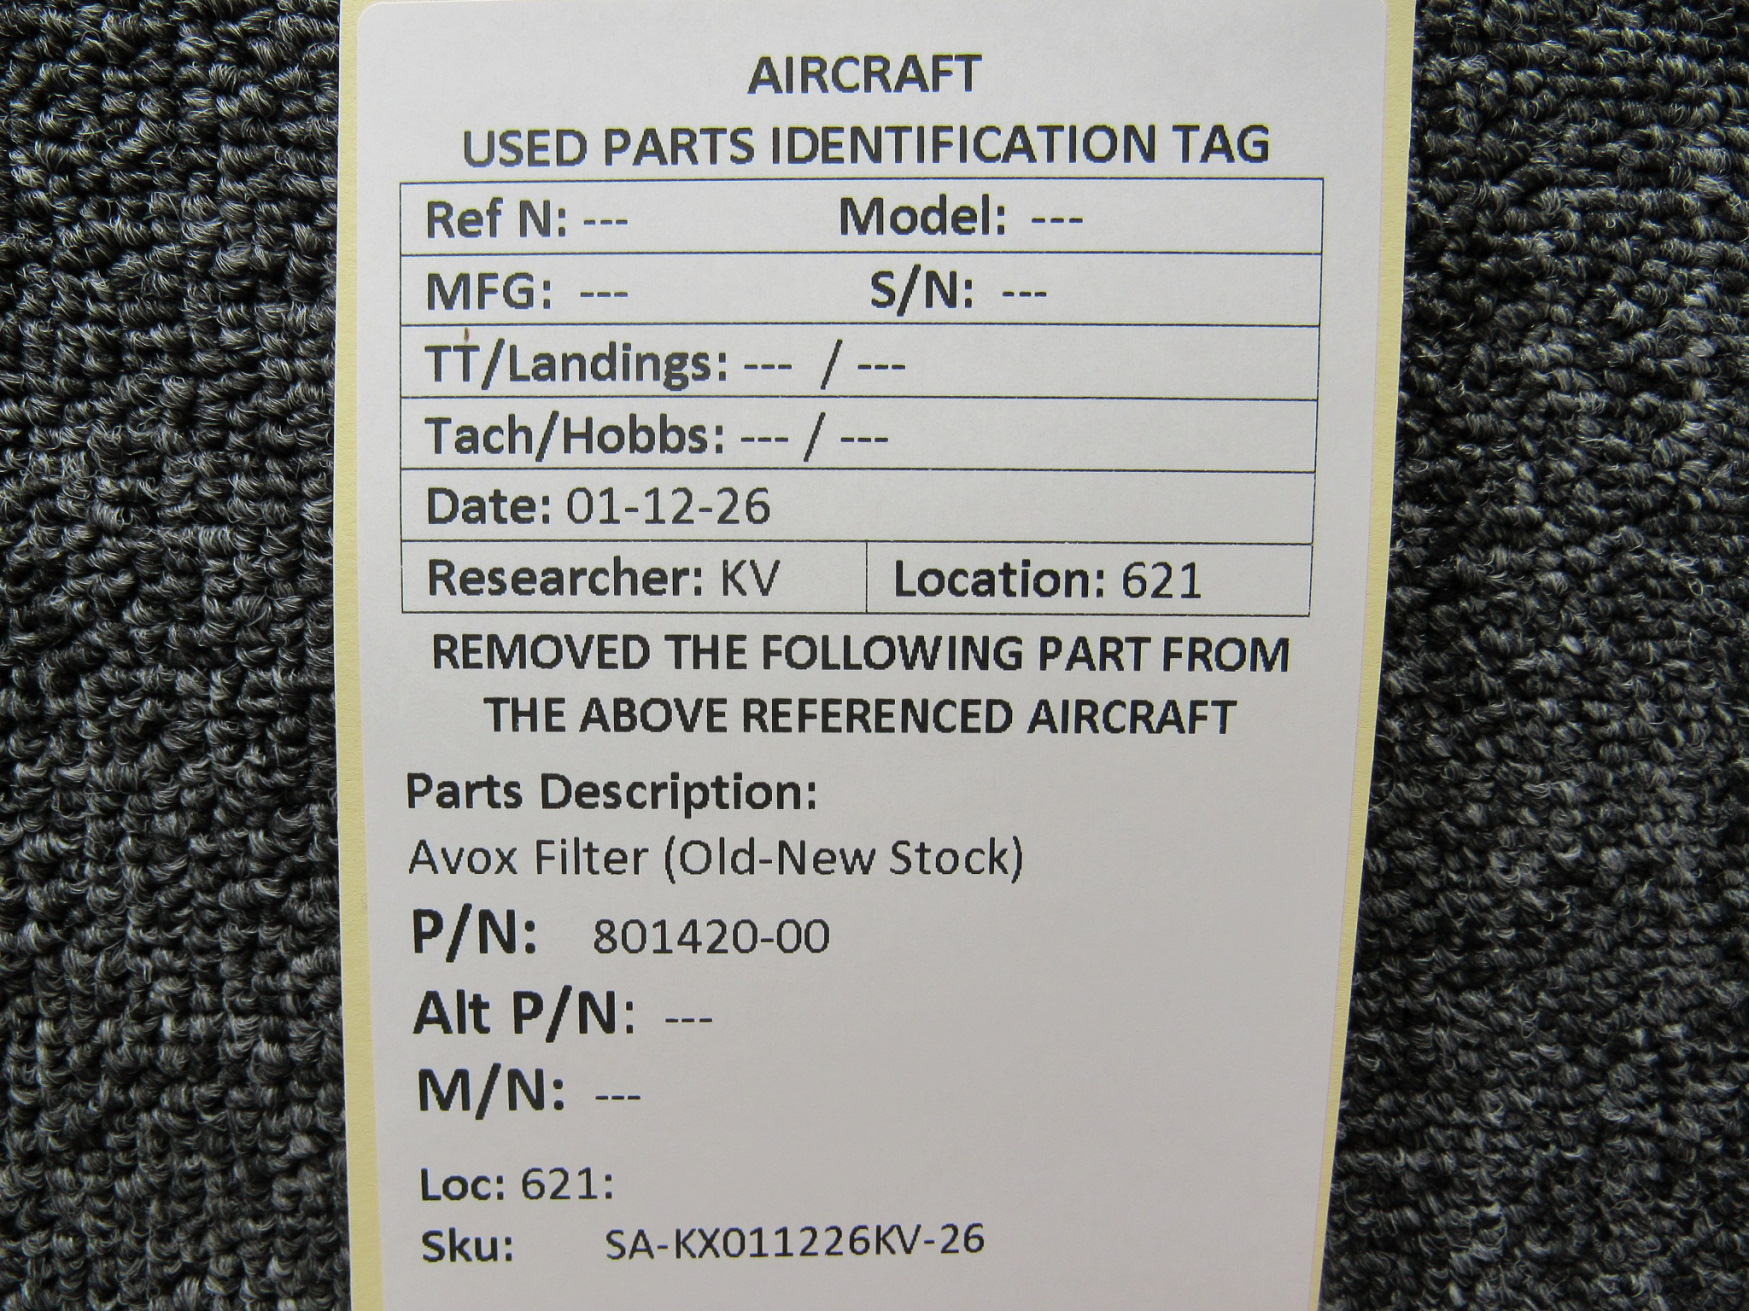 AIRCRAFT
USED PARTS IDENTIFICATION TAG
Ref N: --- Model: ---
MFG: --- S/N: ---
TT/Landings: --- / ---
Tach/Hobbs: --- / ---
Date: 01-12-26
Researcher: KV Location: 621
REMOVED THE FOLLOWING PART FROM
THE ABOVE REFERENCED AIRCRAFT
Parts Description:
Avox Filter (Old-New Stock)
P/N: 801420-00
Alt P/N: ---
M/N: ---
Loc: 621:
Sku: SA-KX011226KV-26